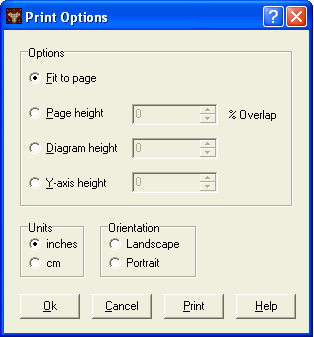 Print Options
Options
Fit to page
Page height 0 % Overlap
Diagram height 0
Y-axis height 0
Units Orientation
inches Landscape
cm Portrait
Ok Cancel Print Help